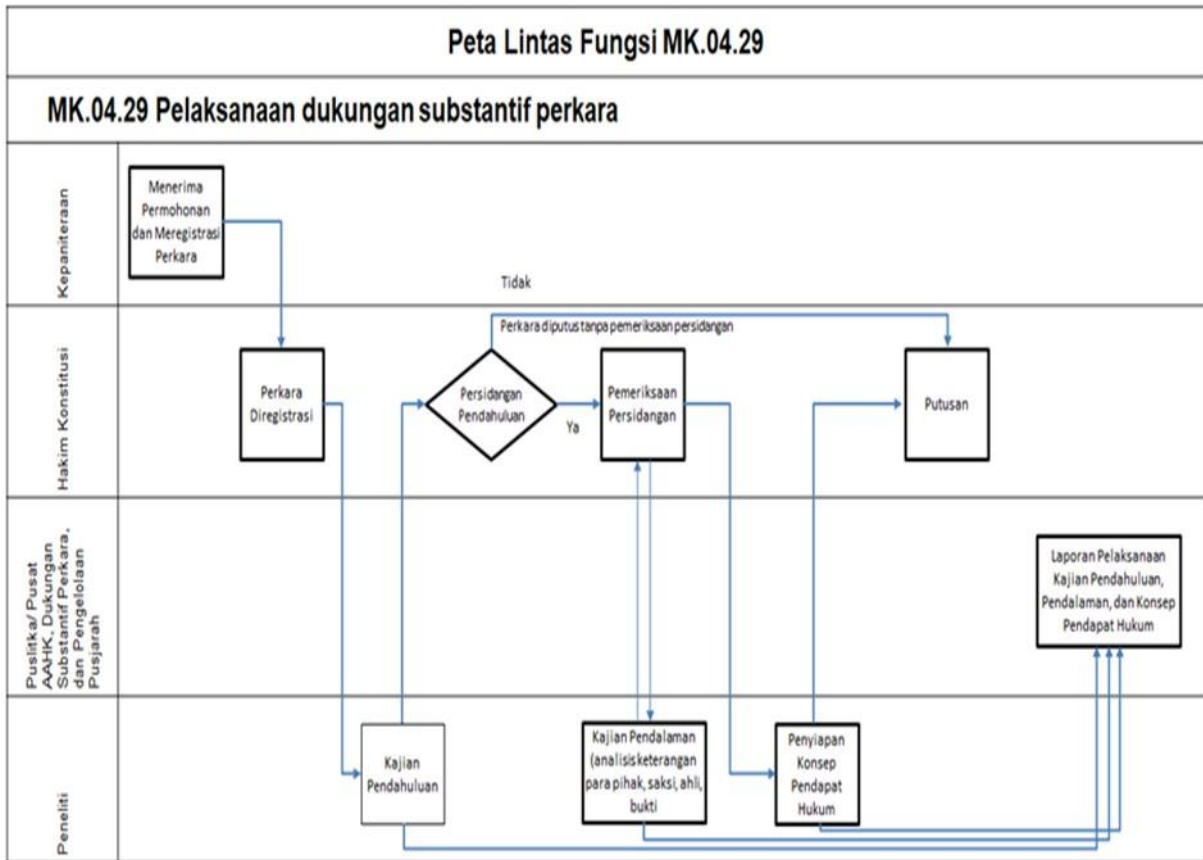 Peta Lintas Fungsi MK.04.29
MK.04.29 Pelaksanaan dukungan substantif perkara
Kepaniteraan
Menerima
Permohonan
dan Meregistrasi
Perkara
Tidak
Hakim Konstitusi
Perkara
Diregistrasi
Perkara diputus tanpa pemeriksaan persidangan
Persidangan
Pendahuluan
Ya
Pemeriksaan
Persidangan
Putusan
Puslitka/ Pusat
AAHK, Dukungan
Substantif Perkara,
dan Pengelolaan
Pusjarah
Laporan Pelaksanaan
Kajian Pendahuluan,
Pendalaman, dan Konsep
Pendapat Hukum
Peneliti
Kajian
Pendahuluan
Kajian Pendalaman
(analisis keterangan
para pihak, saksi, ahli,
bukti
Penyiapan
Konsep
Pendapat
Hukum